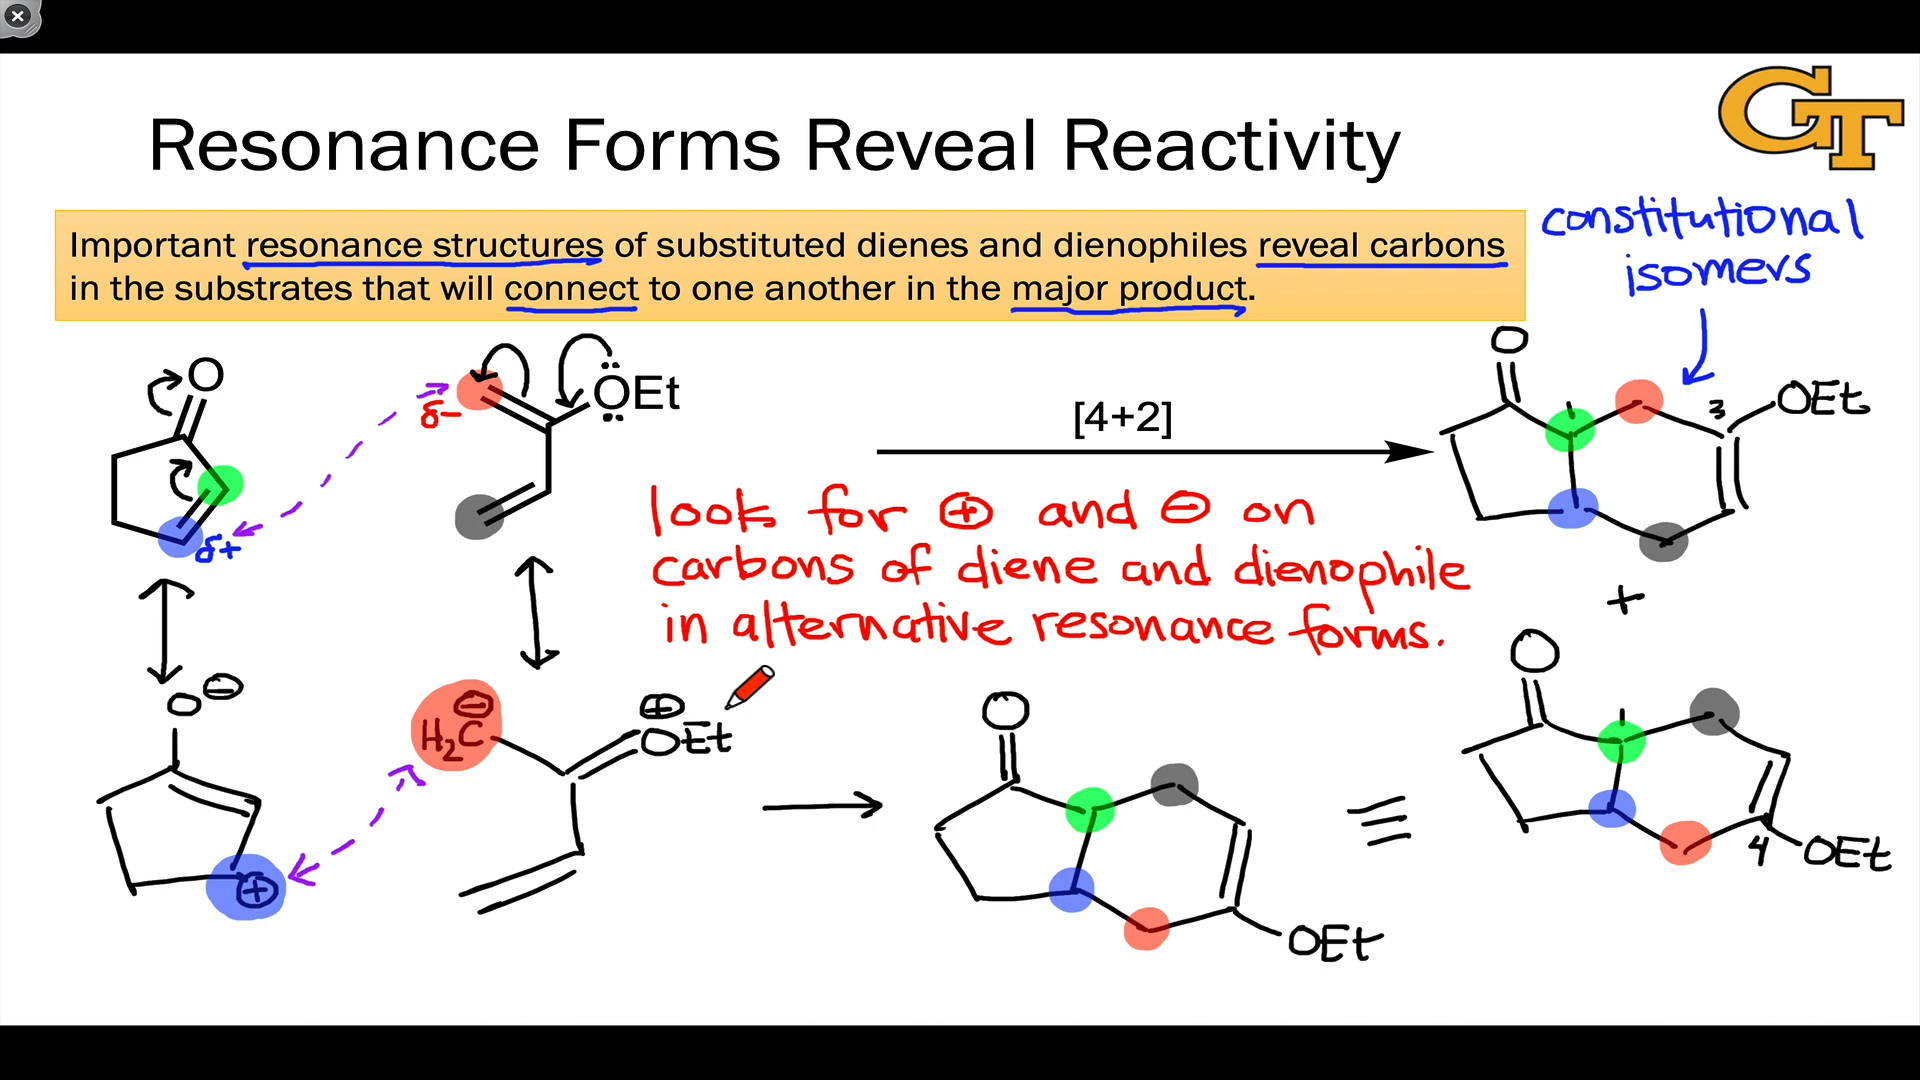 GT
Resonance Forms Reveal Reactivity
Important resonance structures of substituted dienes and dienophiles reveal carbons
in the substrates that will connect to one another in the major product.
constitutional
isomers
O
δ+
δ-
OEt
[4+2]
O
1
3
OEt
look for ⊕ and ⊖ on
carbons of diene and dienophile
in alternative resonance forms.
+
O⊖
⊕
⊖
H₂C
⊕
OEt
O
OEt
O
1
4
OEt